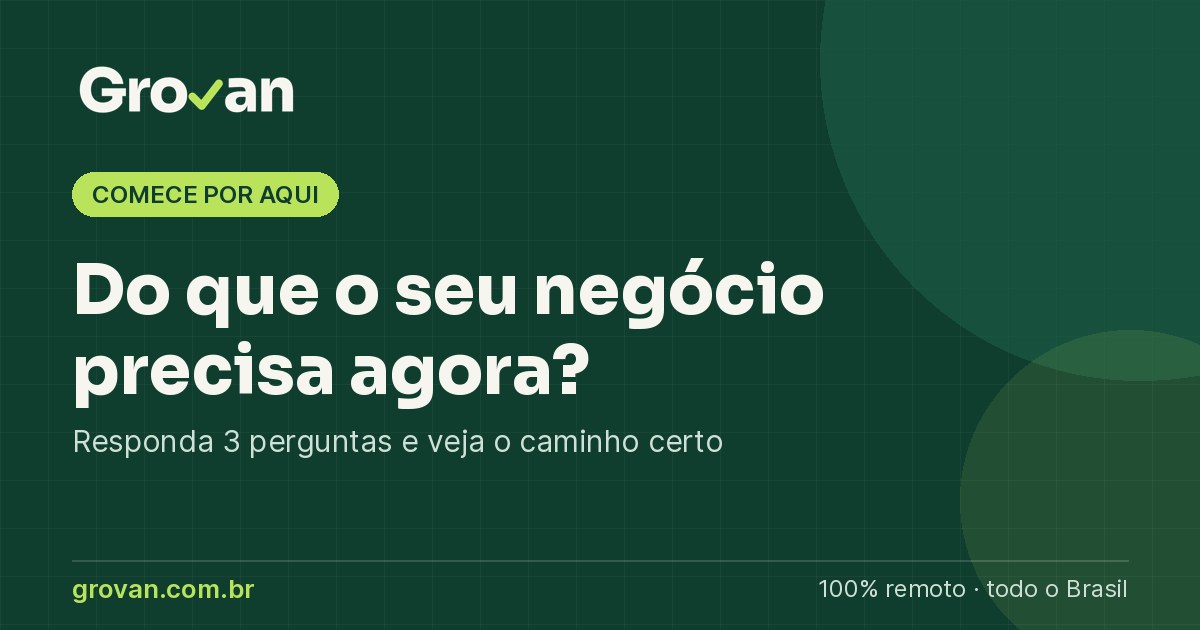 Grovan
COMECE POR AQUI
Do que o seu negócio
precisa agora?
Responda 3 perguntas e veja o caminho certo
grovan.com.br
100% remoto · todo o Brasil